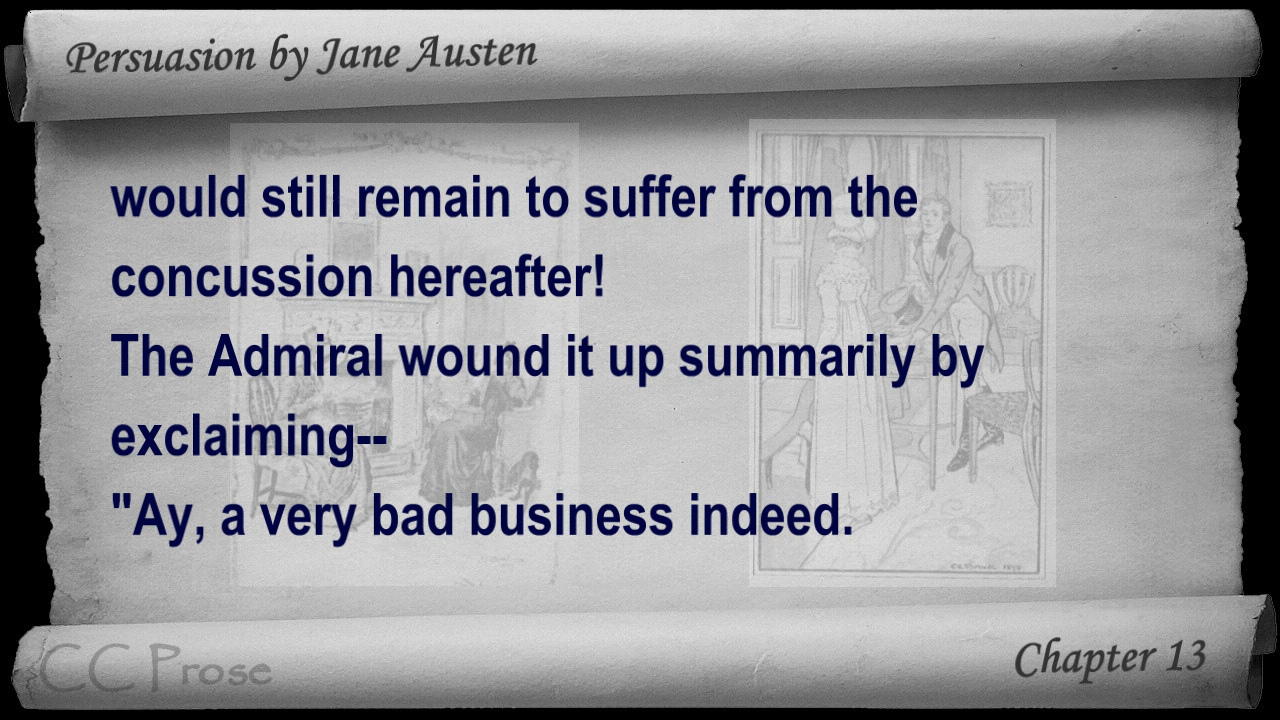 Persuasion by Jane Austen
would still remain to suffer from the
concussion hereafter!
The Admiral wound it up summarily by
exclaiming--
"Ay, a very bad business indeed.
CC Prose
Chapter 13